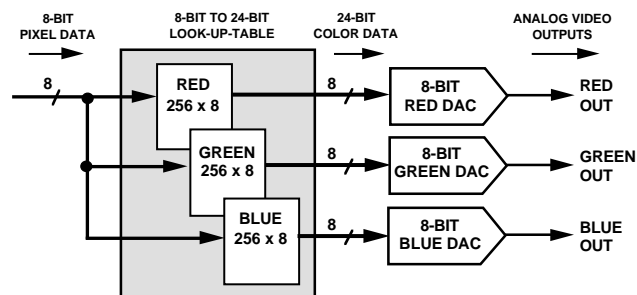 8-BIT
PIXEL DATA
8-BIT TO 24-BIT
LOOK-UP-TABLE
24-BIT
COLOR DATA
ANALOG VIDEO
OUTPUTS
8
RED
256 x 8
8
8-BIT
RED DAC
RED
OUT
GREEN
256 x 8
8
8-BIT
GREEN DAC
GREEN
OUT
BLUE
256 x 8
8
8-BIT
BLUE DAC
BLUE
OUT